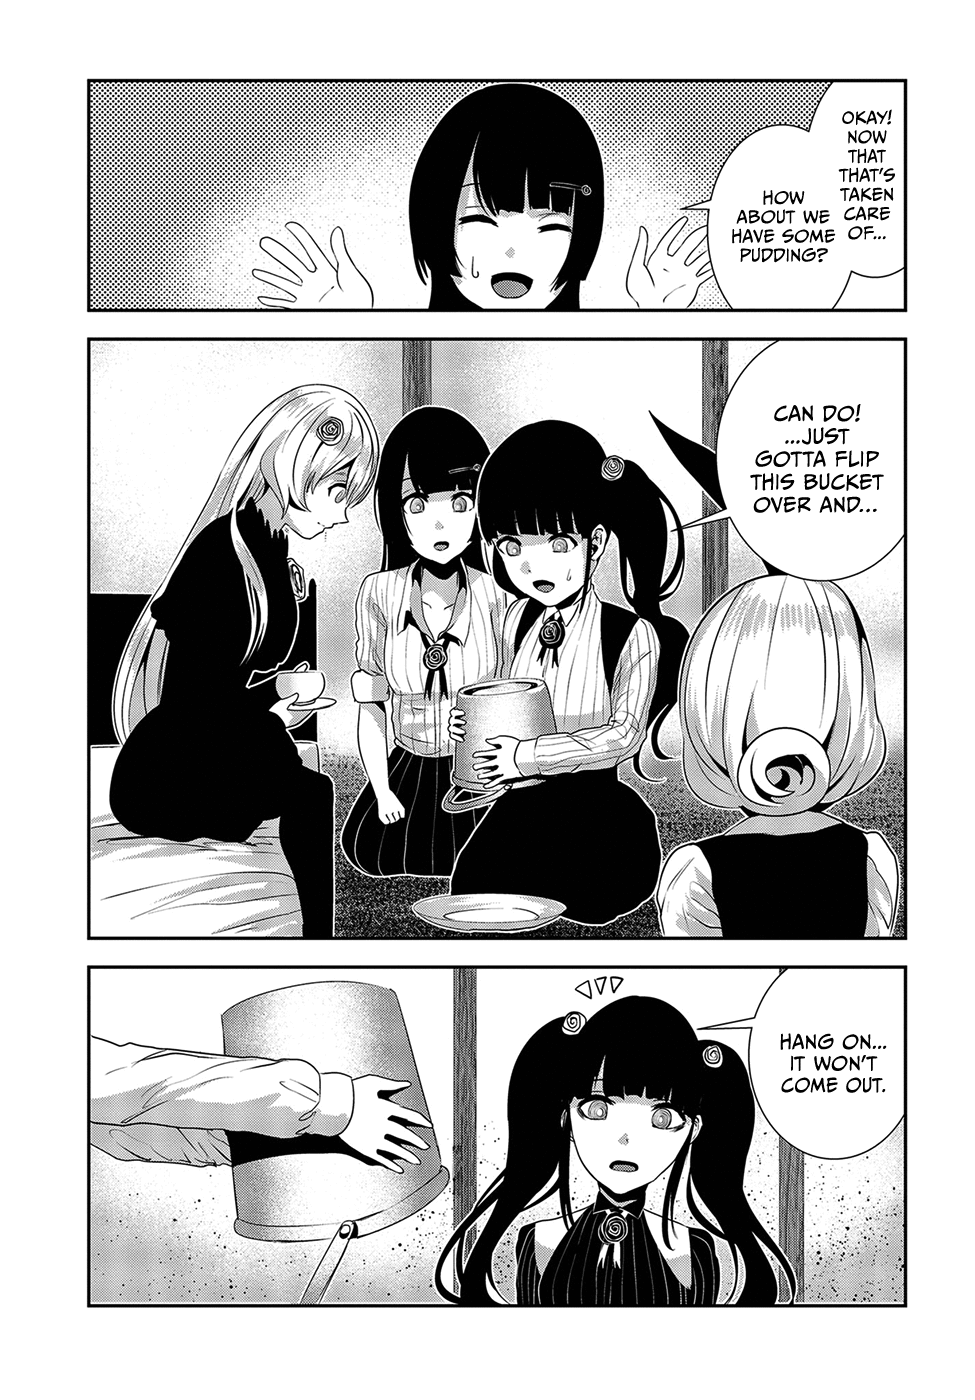 OKAY!
NOW
THAT
THAT'S
TAKEN
CARE
OF...
HOW
ABOUT WE
HAVE SOME
PUDDING?
CAN DO!
...JUST
GOTTA FLIP
THIS BUCKET
OVER AND...
HANG ON...
IT WON'T
COME OUT.